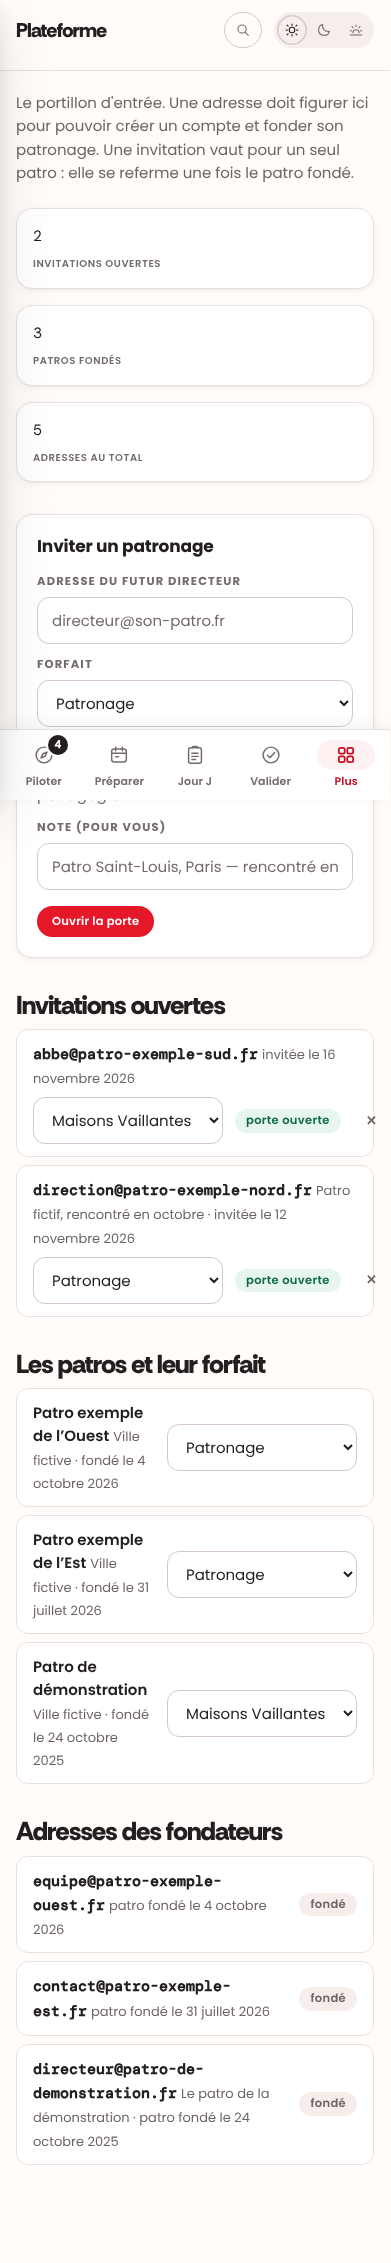 Plateforme
Le portillon d'entrée. Une adresse doit figurer ici
pour pouvoir créer un compte et fonder son
patronage. Une invitation vaut pour un seul
patro : elle se referme une fois le patro fondé.
2
INVITATIONS OUVERTES
3
PATROS FONDÉS
5
ADRESSES AU TOTAL
Inviter un patronage
ADRESSE DU FUTUR DIRECTEUR
directeur@son-patro.fr
FORFAIT
Patronage
4
Piloter
Préparer
Jour J
Valider
Plus
NOTE (POUR VOUS)
Patro Saint-Louis, Paris — rencontré en
Ouvrir la porte
Invitations ouvertes
abbe@patro-exemple-sud.fr invitée le 16
novembre 2026
Maisons Vaillantes
porte ouverte
×
direction@patro-exemple-nord.fr Patro
fictif, rencontré en octobre · invitée le 12
novembre 2026
Patronage
porte ouverte
×
Les patros et leur forfait
Patro exemple
de l’Ouest Ville
fictive · fondé le 4
octobre 2026
Patronage
Patro exemple
de l’Est Ville
fictive · fondé le 31
juillet 2026
Patronage
Patro de
démonstration
Ville fictive · fondé
le 24 octobre
2025
Maisons Vaillantes
Adresses des fondateurs
equipe@patro-exemple-
ouest.fr patro fondé le 4 octobre
2026
fondé
contact@patro-exemple-
est.fr patro fondé le 31 juillet 2026
fondé
directeur@patro-de-
demonstration.fr Le patro de la
démonstration · patro fondé le 24
octobre 2025
fondé